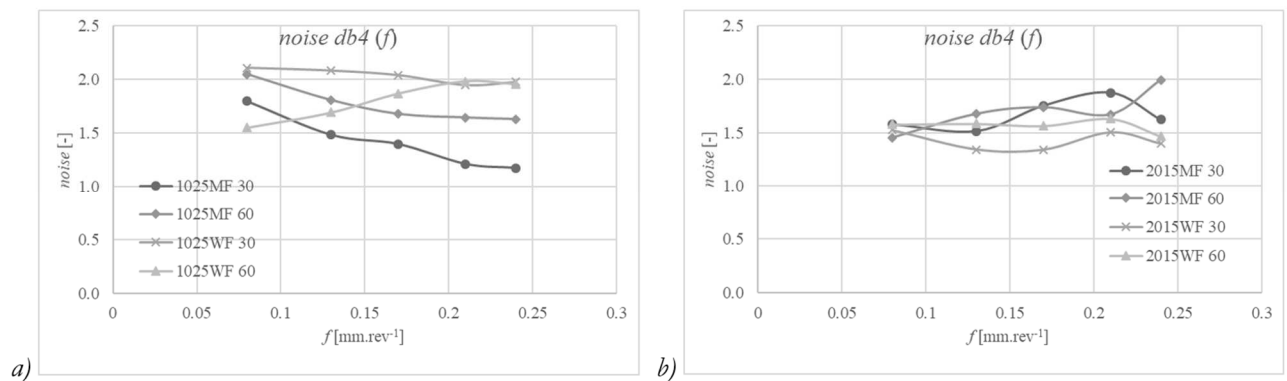 noise db4 (f)
2.5
2.0
1.5
1.0
0.5
0.0
noise [-]
1025MF 30
1025MF 60
1025WF 30
1025WF 60
0
0.05
0.1
0.15
0.2
0.25
0.3
f [mm.rev⁻¹]
a)
noise db4 (f)
2.5
2.0
1.5
1.0
0.5
0.0
noise [-]
2015MF 30
2015MF 60
2015WF 30
2015WF 60
0
0.05
0.1
0.15
0.2
0.25
0.3
f [mm.rev⁻¹]
b)